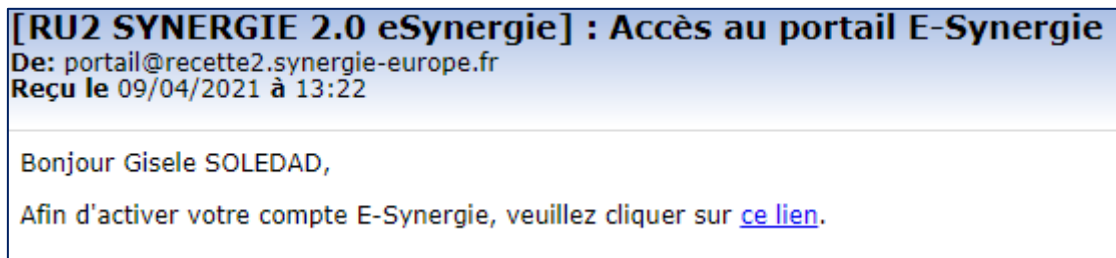 [RU2 SYNERGIE 2.0 eSynergie] : Accès au portail E-Synergie
De: portail@recette2.synergie-europe.fr
Reçu le 09/04/2021 à 13:22
Bonjour Gisele SOLEDAD,
Afin d'activer votre compte E-Synergie, veuillez cliquer sur ce lien.